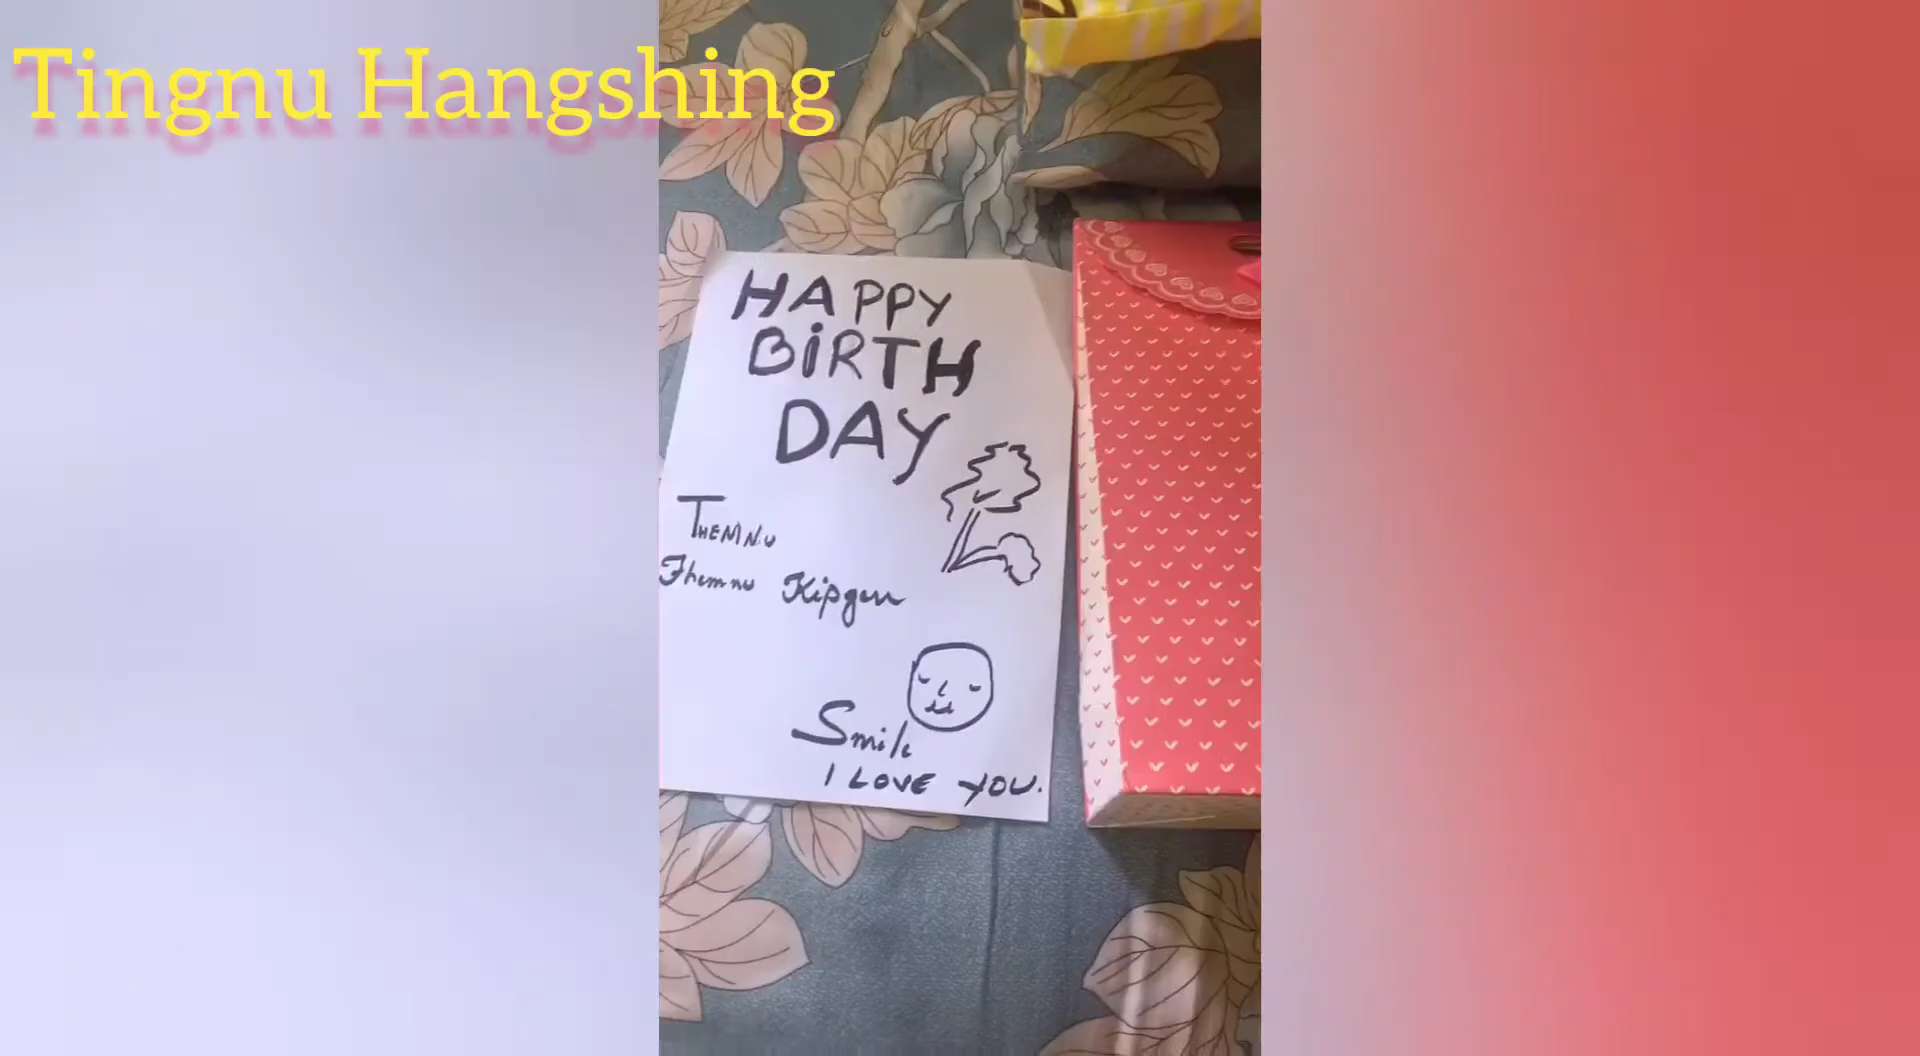 Tingnu Hangshing
HAPPY
BiRTH
DAY
THEMNU
Themnu Kipgen
Smile
I LOVE YOU.